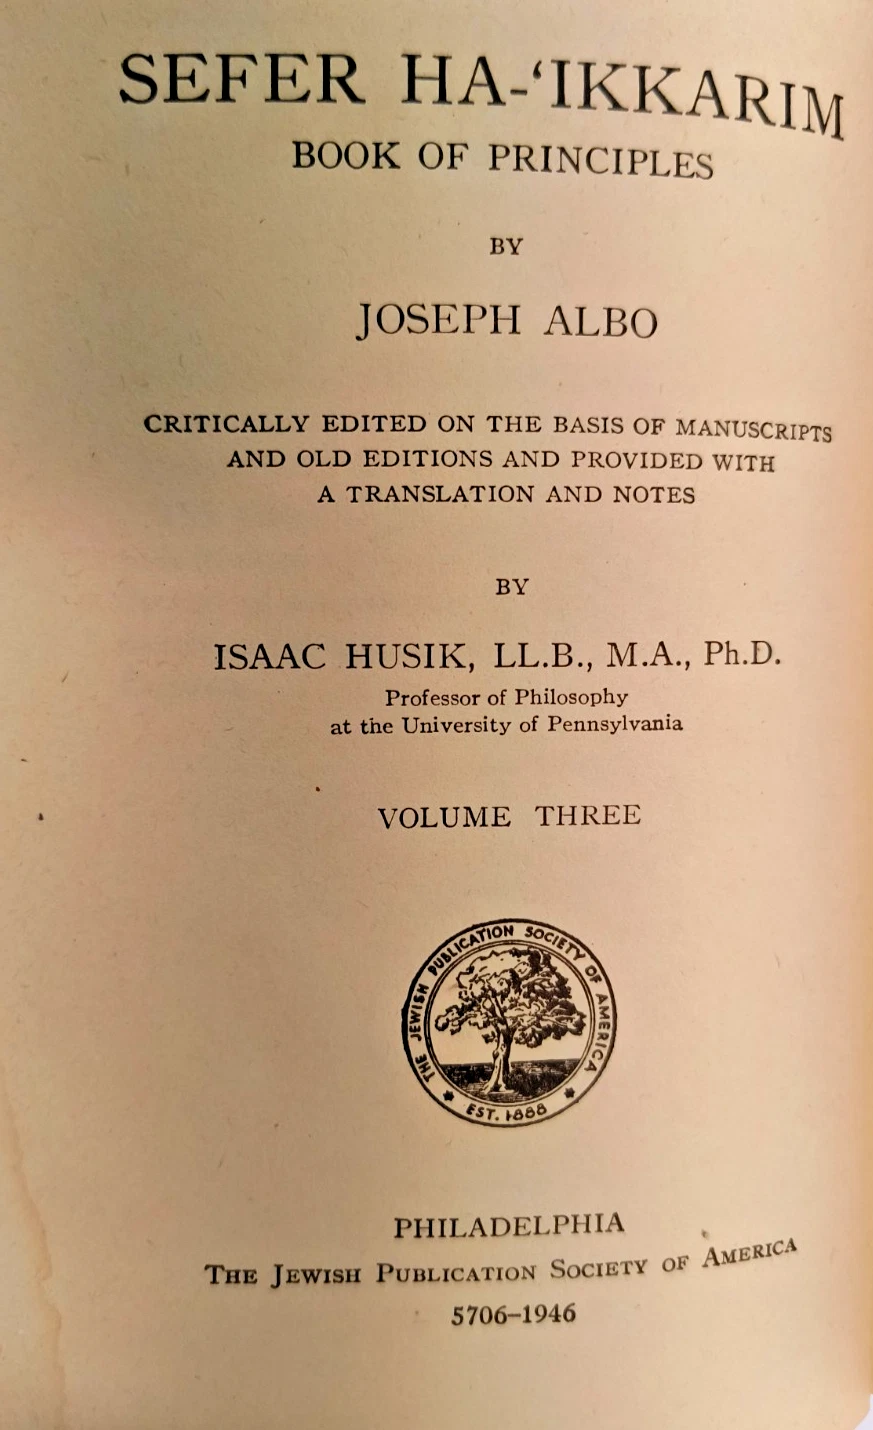 SEFER HA-‘IKKARIM
BOOK OF PRINCIPLES
BY
JOSEPH ALBO
CRITICALLY EDITED ON THE BASIS OF MANUSCRIPTS
AND OLD EDITIONS AND PROVIDED WITH
A TRANSLATION AND NOTES
BY
ISAAC HUSIK, LL.B., M.A., Ph.D.
Professor of Philosophy
at the University of Pennsylvania
VOLUME THREE
THE JEWISH PUBLICATION SOCIETY OF AMERICA
EST. 1888
PHILADELPHIA
THE JEWISH PUBLICATION SOCIETY OF AMERICA
5706–1946